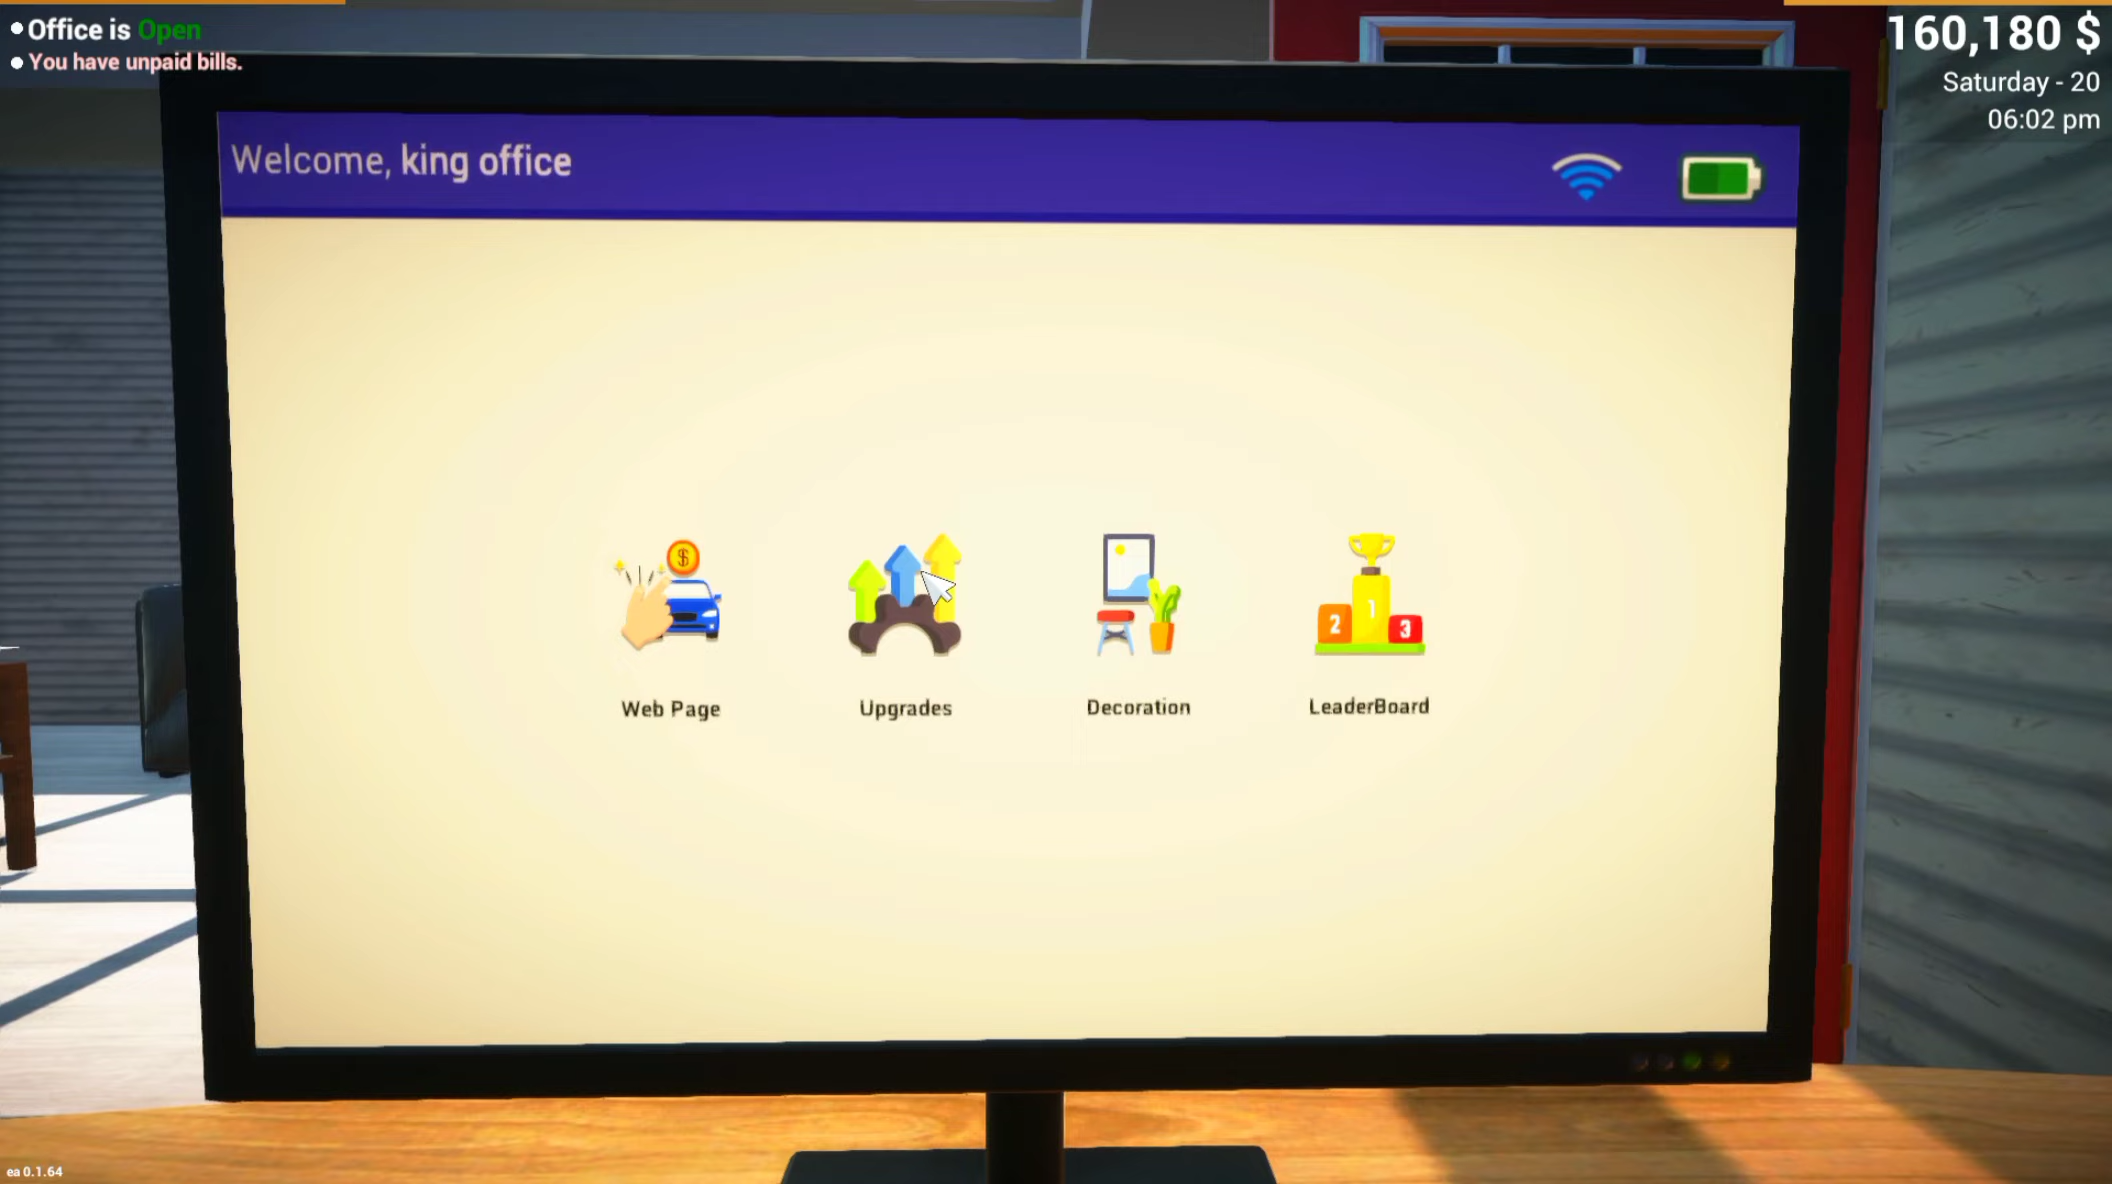 Office is Open
You have unpaid bills.
160,180 $
Saturday - 20
06:02 pm
Welcome, king office
$
2
1
3
Web Page
Upgrades
Decoration
LeaderBoard
ea 0.1.64